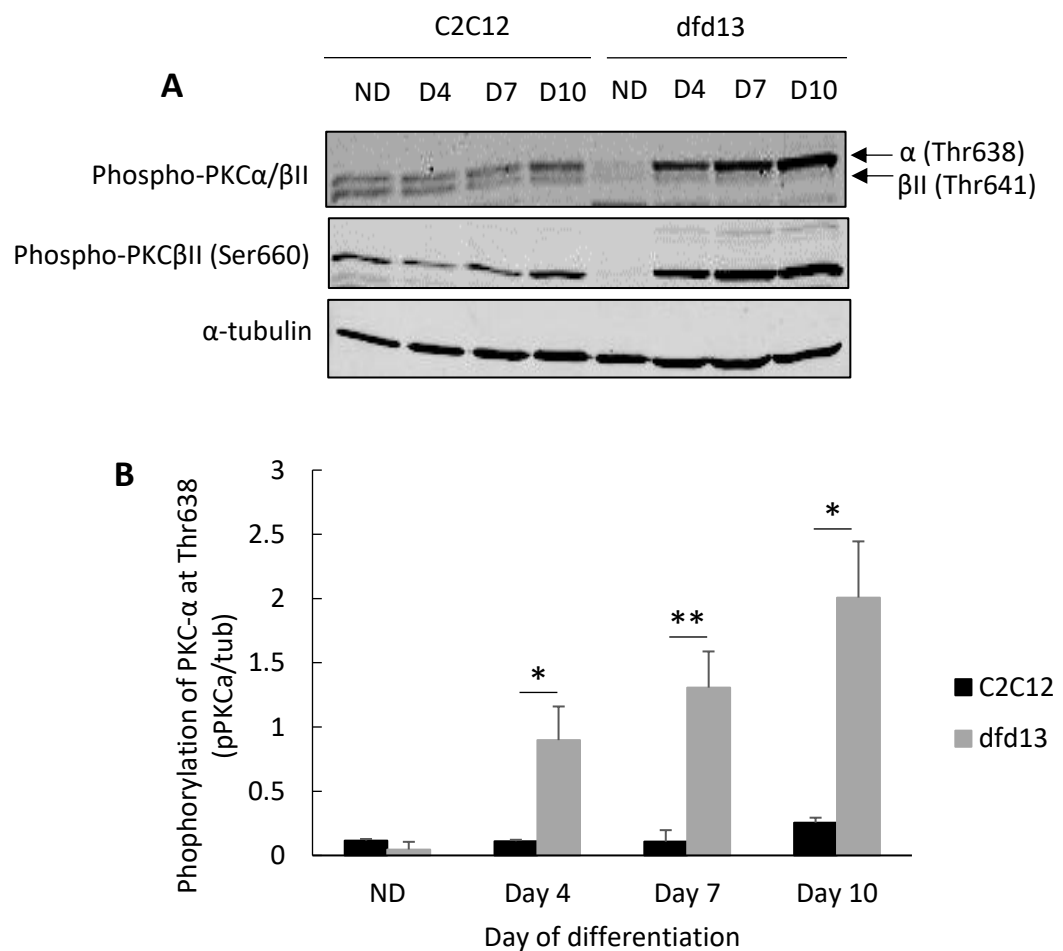 C2C12 dfd13
A
ND D4 D7 D10 ND D4 D7 D10
Phospho-PKCα/βII
α (Thr638)
βII (Thr641)
Phospho-PKCβII (Ser660)
α-tubulin
B
Phophorylation of PKC-α at Thr638
(pPKCa/tub)
3
2.5
2
1.5
1
0.5
0
*
**
*
C2C12
dfd13
ND Day 4 Day 7 Day 10
Day of differentiation